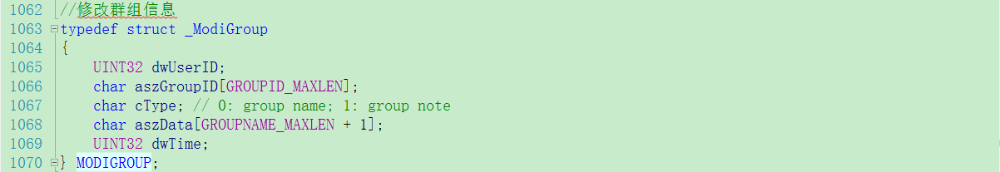 1062 //修改群组信息
1063 typedef struct _ModiGroup
1064 {
1065 UINT32 dwUserID;
1066 char aszGroupID[GROUPID_MAXLEN];
1067 char cType; // 0: group name; 1: group note
1068 char aszData[GROUPNAME_MAXLEN + 1];
1069 UINT32 dwTime;
1070 } MODIGROUP;